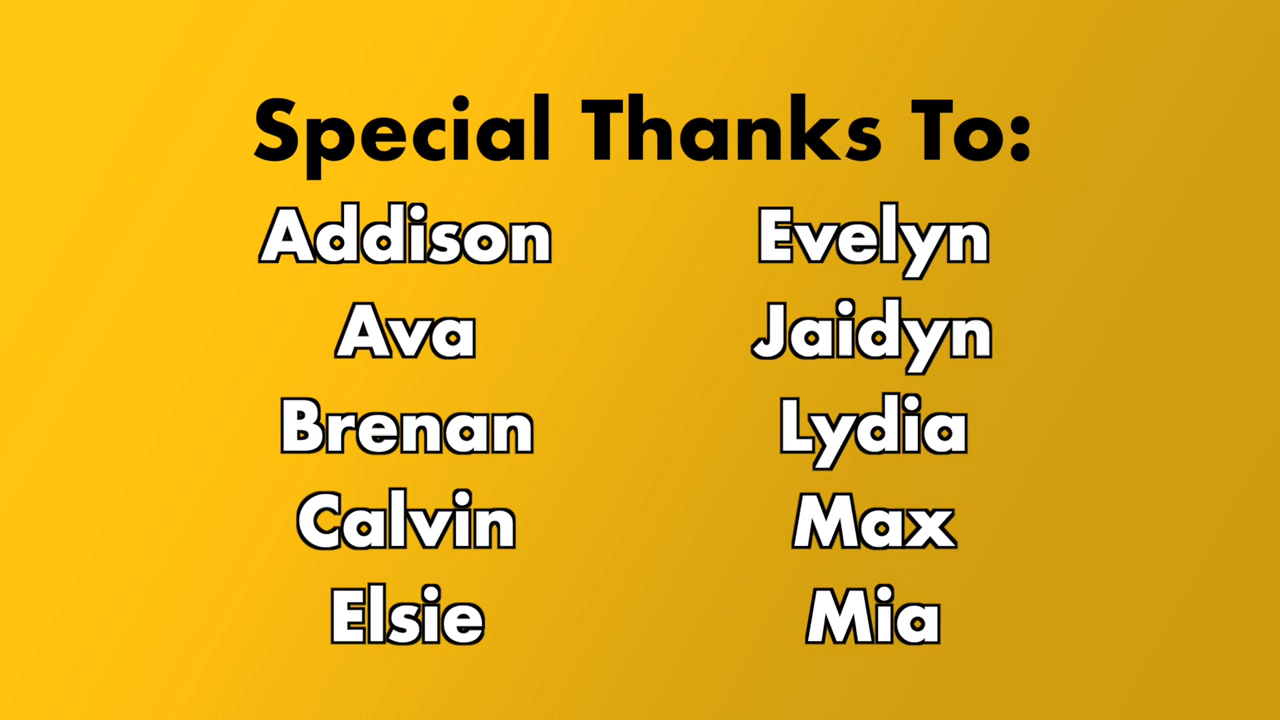 Special Thanks To:
Addison
Ava
Brenan
Calvin
Elsie
Evelyn
Jaidyn
Lydia
Max
Mia